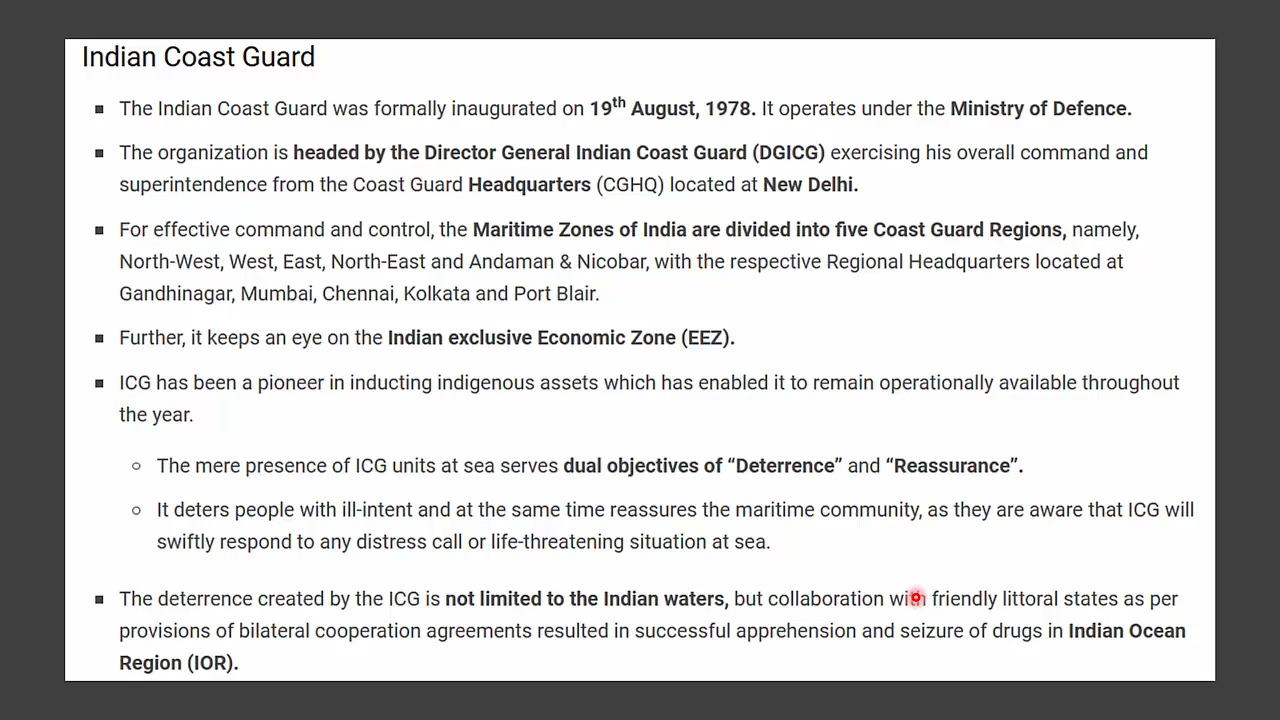 Indian Coast Guard
▪ The Indian Coast Guard was formally inaugurated on 19th August, 1978. It operates under the Ministry of Defence.
▪ The organization is headed by the Director General Indian Coast Guard (DGICG) exercising his overall command and
superintendence from the Coast Guard Headquarters (CGHQ) located at New Delhi.
▪ For effective command and control, the Maritime Zones of India are divided into five Coast Guard Regions, namely,
North-West, West, East, North-East and Andaman & Nicobar, with the respective Regional Headquarters located at
Gandhinagar, Mumbai, Chennai, Kolkata and Port Blair.
▪ Further, it keeps an eye on the Indian exclusive Economic Zone (EEZ).
▪ ICG has been a pioneer in inducting indigenous assets which has enabled it to remain operationally available throughout
the year.
○ The mere presence of ICG units at sea serves dual objectives of “Deterrence” and “Reassurance”.
○ It deters people with ill-intent and at the same time reassures the maritime community, as they are aware that ICG will
swiftly respond to any distress call or life-threatening situation at sea.
▪ The deterrence created by the ICG is not limited to the Indian waters, but collaboration with friendly littoral states as per
provisions of bilateral cooperation agreements resulted in successful apprehension and seizure of drugs in Indian Ocean
Region (IOR).